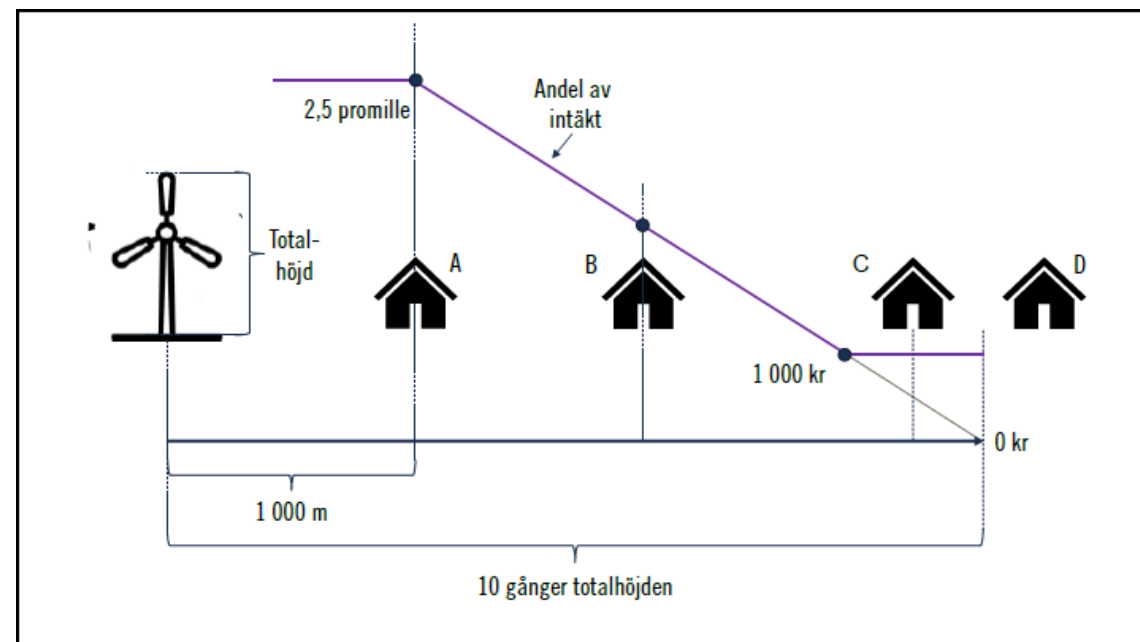 2,5 promille
Andel av
intäkt
Total-
höjd
A
B
C
D
1 000 kr
0 kr
1 000 m
10 gånger totalhöjden